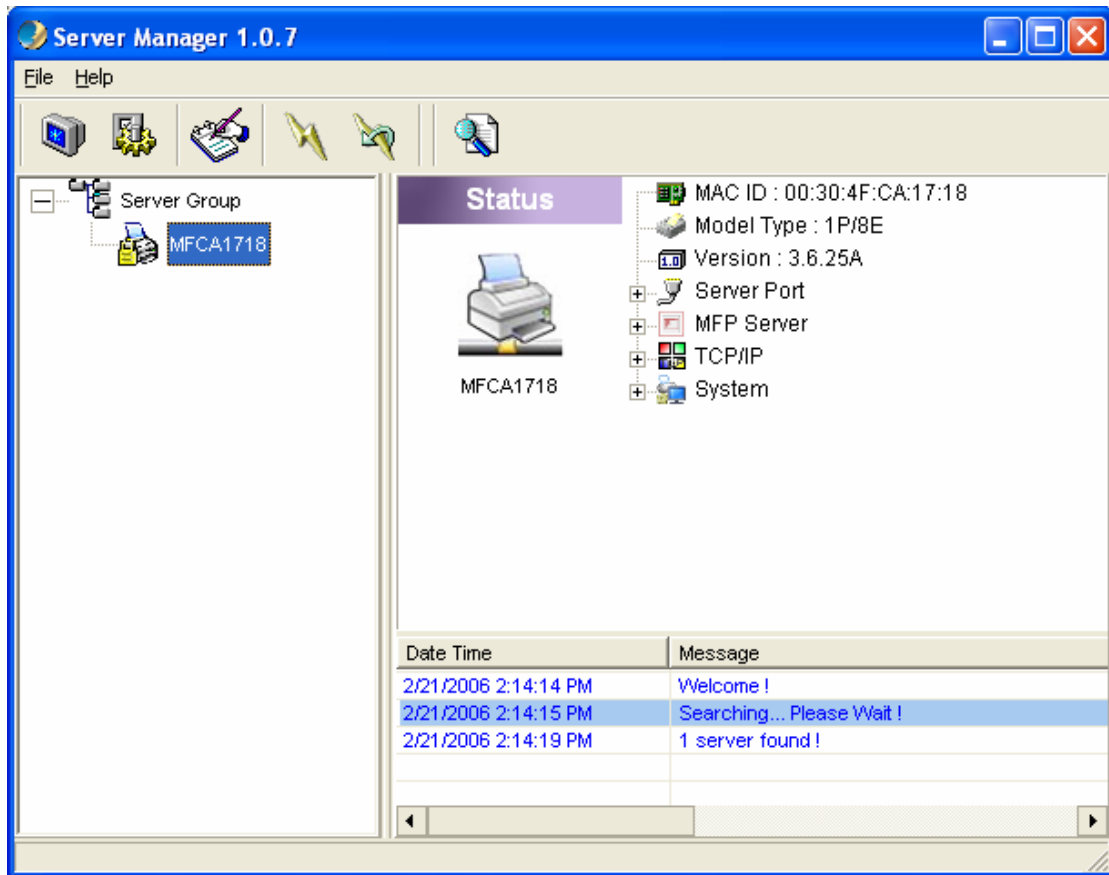 Server Manager 1.0.7
File Help
Server Group
MFCA1718
Status
MFCA1718
MAC ID : 00:30:4F:CA:17:18
Model Type : 1P/8E
1.0 Version : 3.6.25A
Server Port
MFP Server
TCP/IP
System
Date Time Message
2/21/2006 2:14:14 PM Welcome !
2/21/2006 2:14:15 PM Searching... Please Wait !
2/21/2006 2:14:19 PM 1 server found !